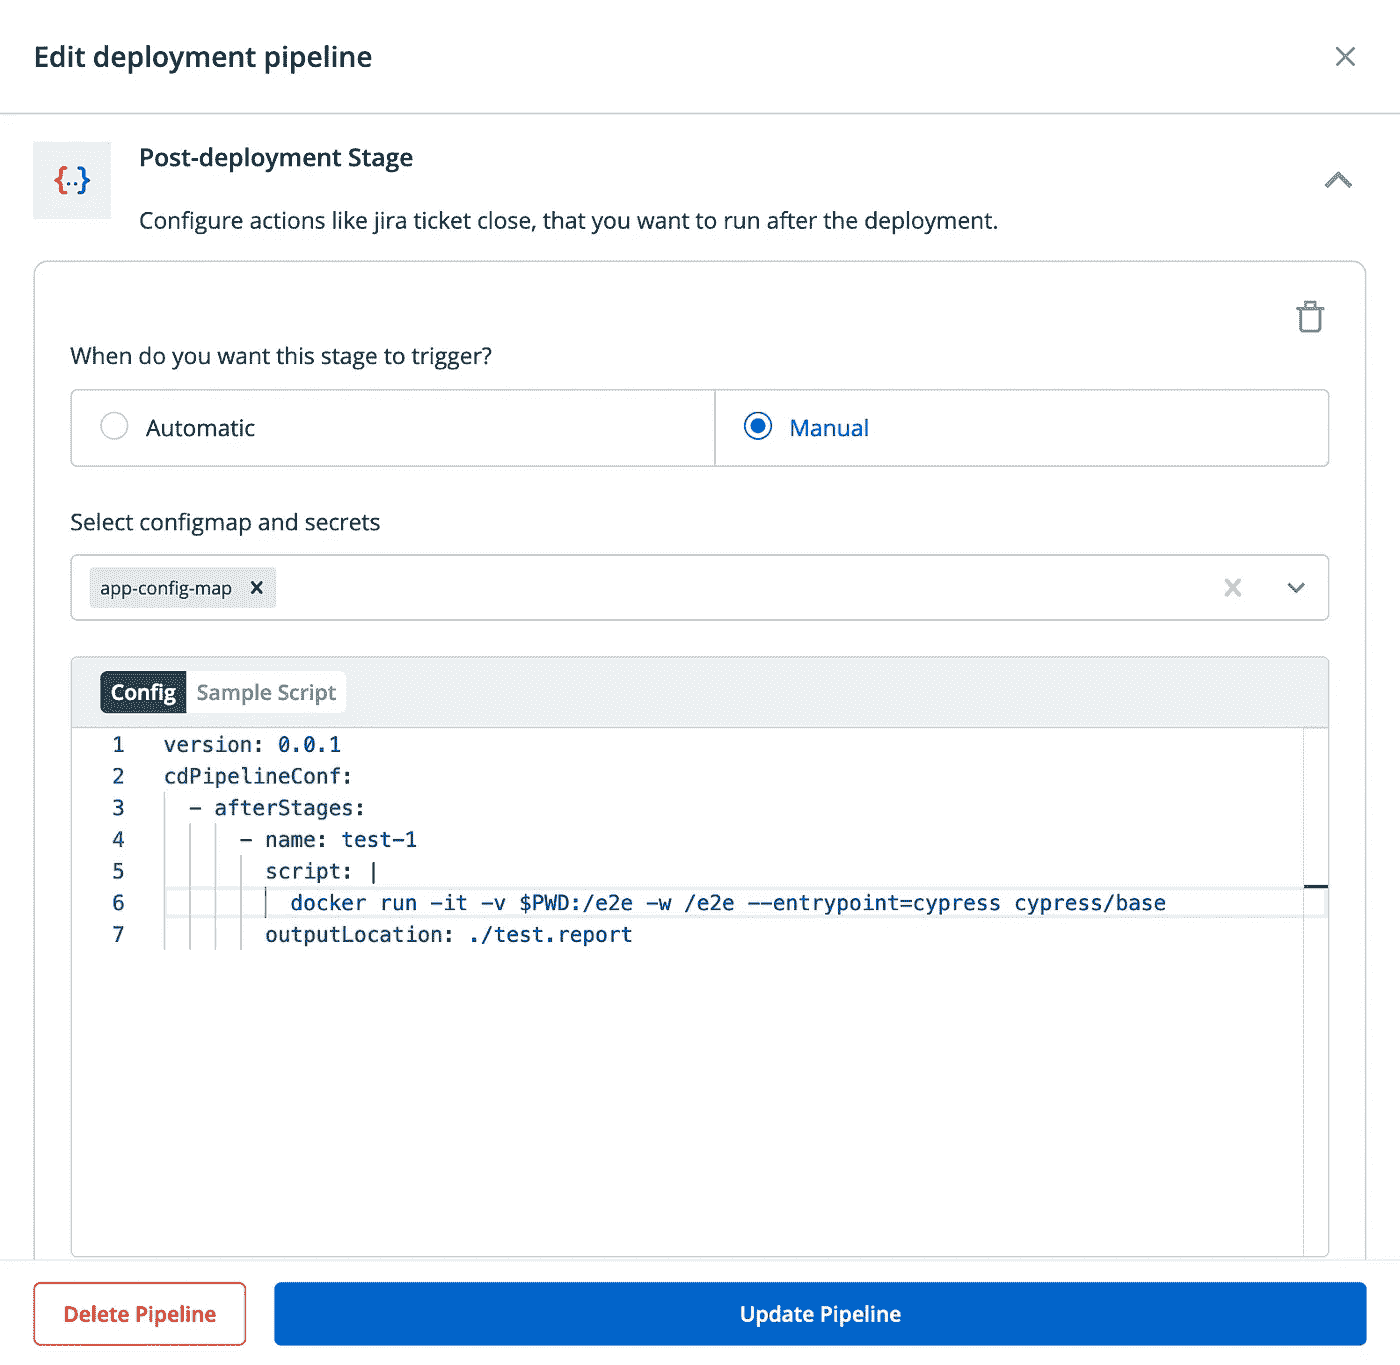 Edit deployment pipeline
{..}
Post-deployment Stage
Configure actions like jira ticket close, that you want to run after the deployment.
When do you want this stage to trigger?
Automatic
Manual
Select configmap and secrets
app-config-map
Config Sample Script
1 version: 0.0.1
2 cdPipelineConf:
3 - afterStages:
4 - name: test-1
5 script: |
6 docker run -it -v $PWD:/e2e -w /e2e --entrypoint=cypress cypress/base
7 outputLocation: ./test.report
Delete Pipeline
Update Pipeline